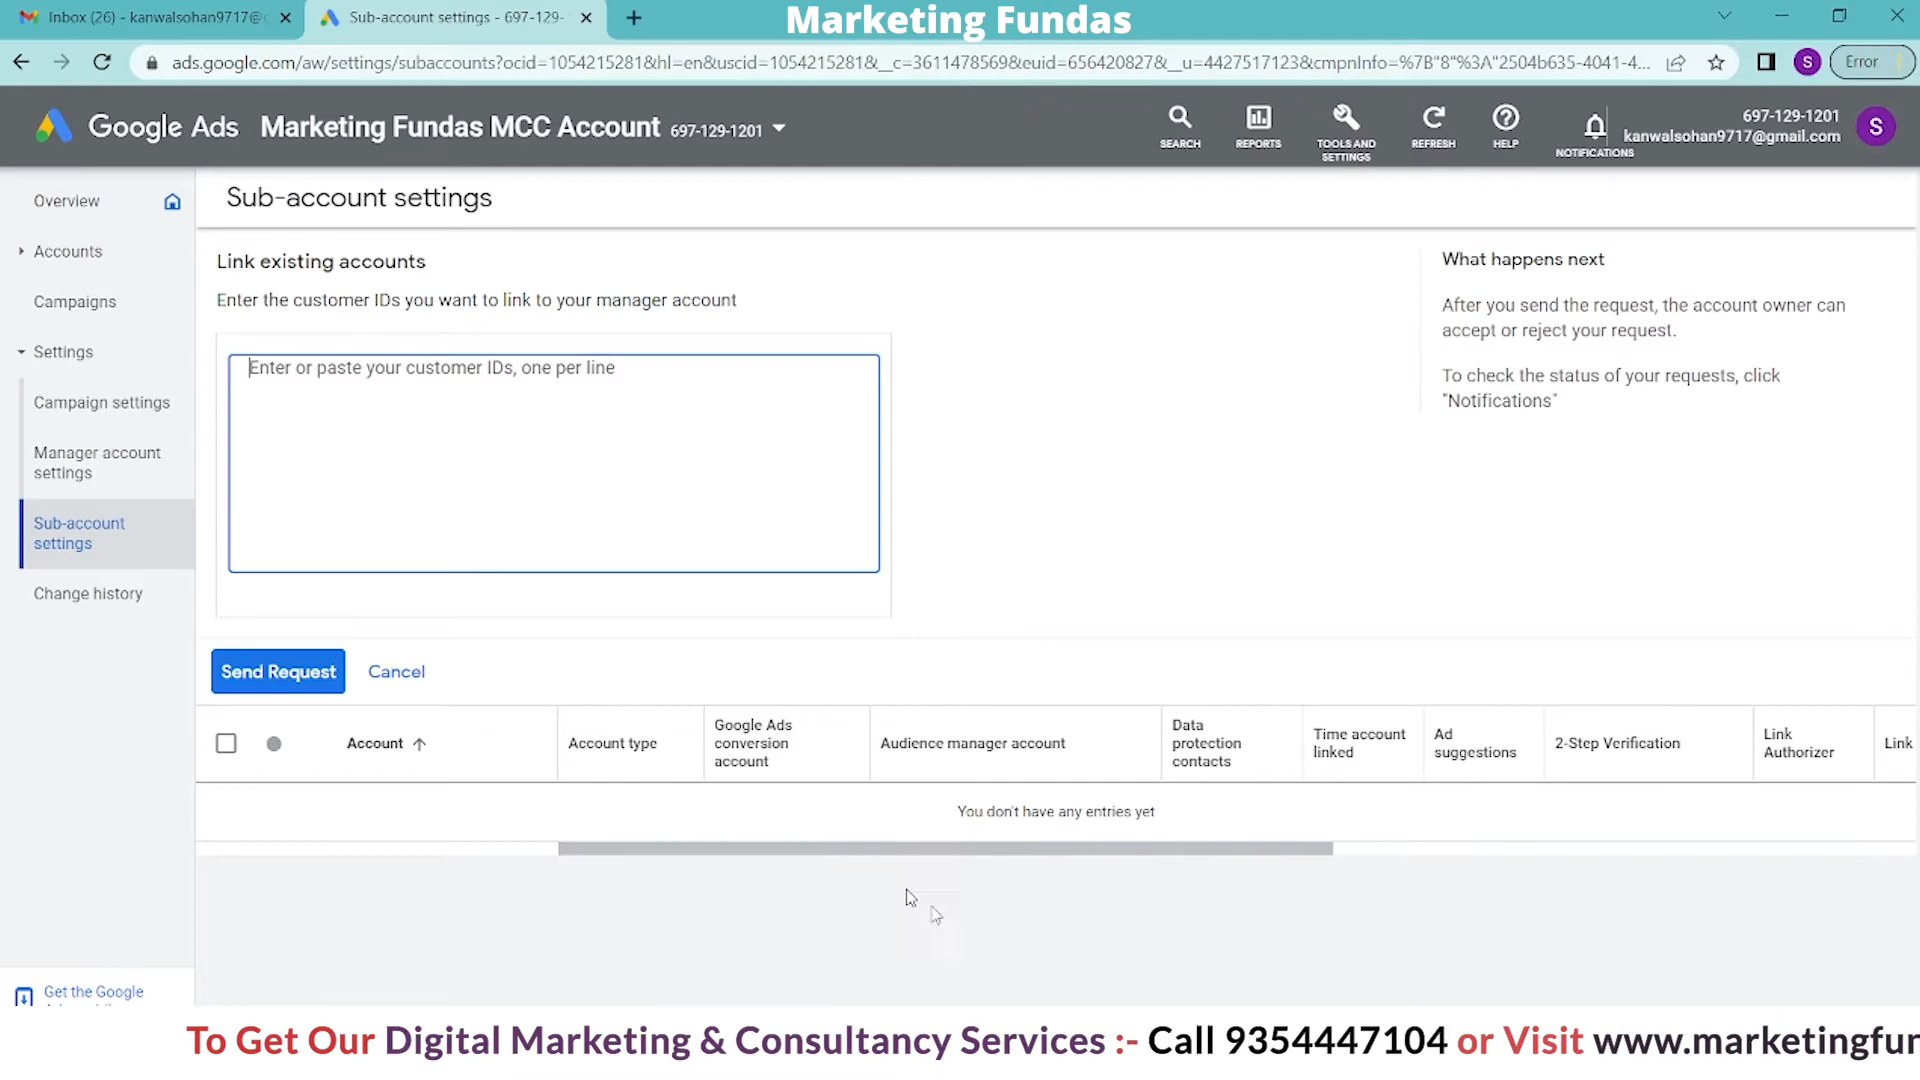 Inbox (26) - kanwalsohan9717@
Sub-account settings - 697-129-
Marketing Fundas
ads.google.com/aw/settings/subaccounts?ocid=1054215281&hl=en&uscid=1054215281&__c=3611478569&euid=656420827&__u=4427517123&cmpnInfo=%7B"8"%3A"2504b635-4041-4...
S
Error
Google Ads
Marketing Fundas MCC Account 697-129-1201
SEARCH
REPORTS
TOOLS AND
SETTINGS
REFRESH
HELP
NOTIFICATIONS
697-129-1201
kanwalsohan9717@gmail.com
S
Overview
Accounts
Campaigns
Settings
Campaign settings
Manager account
settings
Sub-account
settings
Change history
Get the Google
Sub-account settings
Link existing accounts
Enter the customer IDs you want to link to your manager account
Enter or paste your customer IDs, one per line
What happens next
After you send the request, the account owner can
accept or reject your request.
To check the status of your requests, click
"Notifications"
Send Request
Cancel
Account
Account type
Google Ads
conversion
account
Audience manager account
Data
protection
contacts
Time account
linked
Ad
suggestions
2-Step Verification
Link
Authorizer
Link
You don't have any entries yet
To Get Our Digital Marketing & Consultancy Services :- Call 9354447104 or Visit www.marketingfu